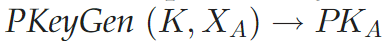 PKeyGen (K, X_A) → PK_A